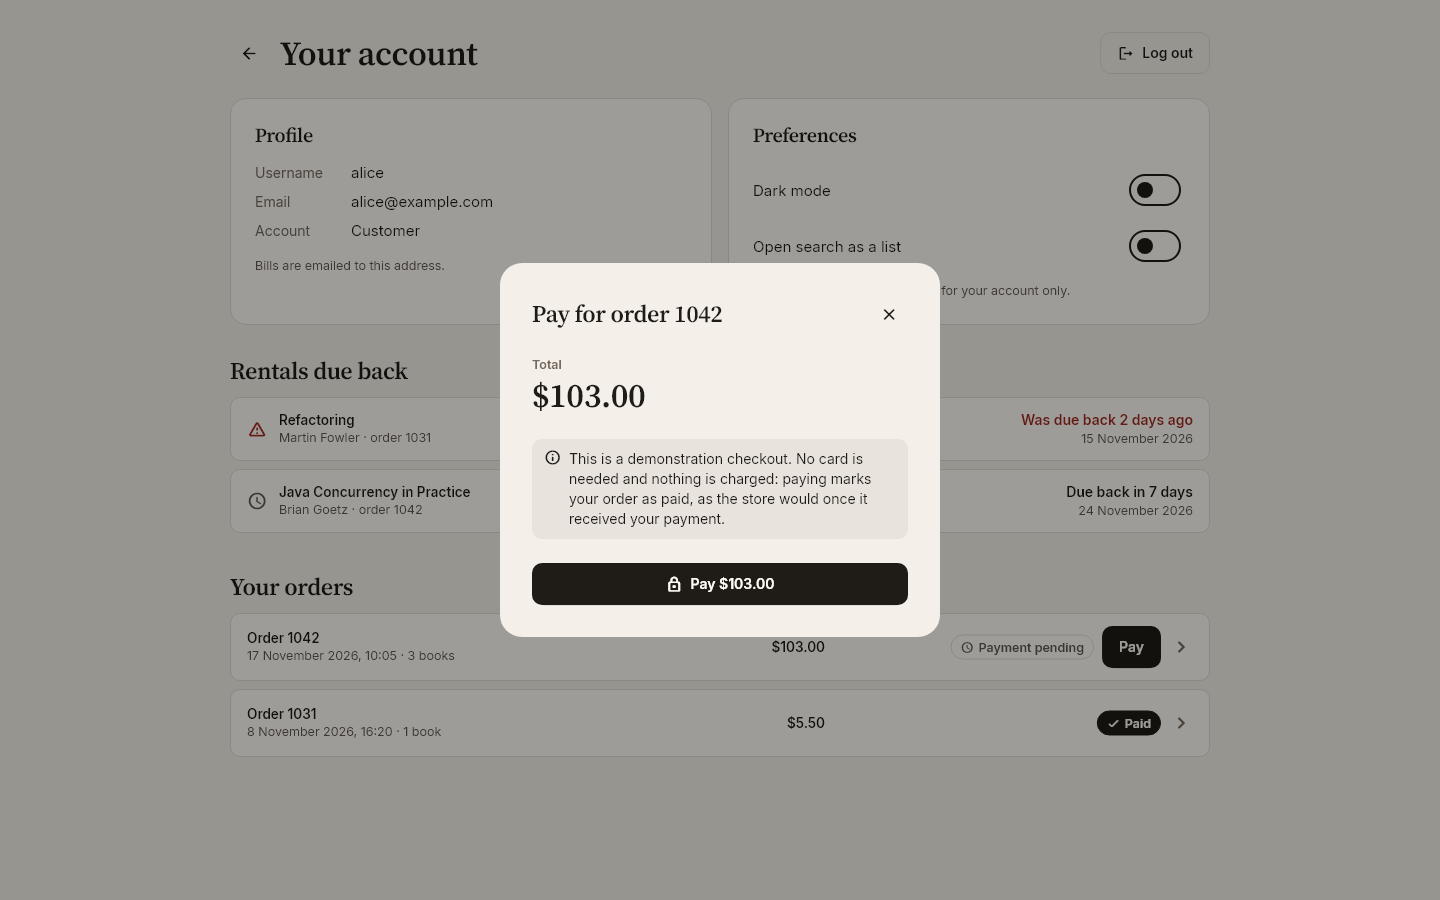 Your account
Log out
Profile
Username alice
Email alice@example.com
Account Customer
Bills are emailed to this address.
Preferences
Dark mode
Open search as a list
for your account only.
Pay for order 1042
Total
$103.00
This is a demonstration checkout. No card is
needed and nothing is charged: paying marks
your order as paid, as the store would once it
received your payment.
Pay $103.00
Rentals due back
Refactoring
Martin Fowler · order 1031
Was due back 2 days ago
15 November 2026
Java Concurrency in Practice
Brian Goetz · order 1042
Due back in 7 days
24 November 2026
Your orders
Order 1042
17 November 2026, 10:05 · 3 books
$103.00
Payment pending
Pay
Order 1031
8 November 2026, 16:20 · 1 book
$5.50
Paid